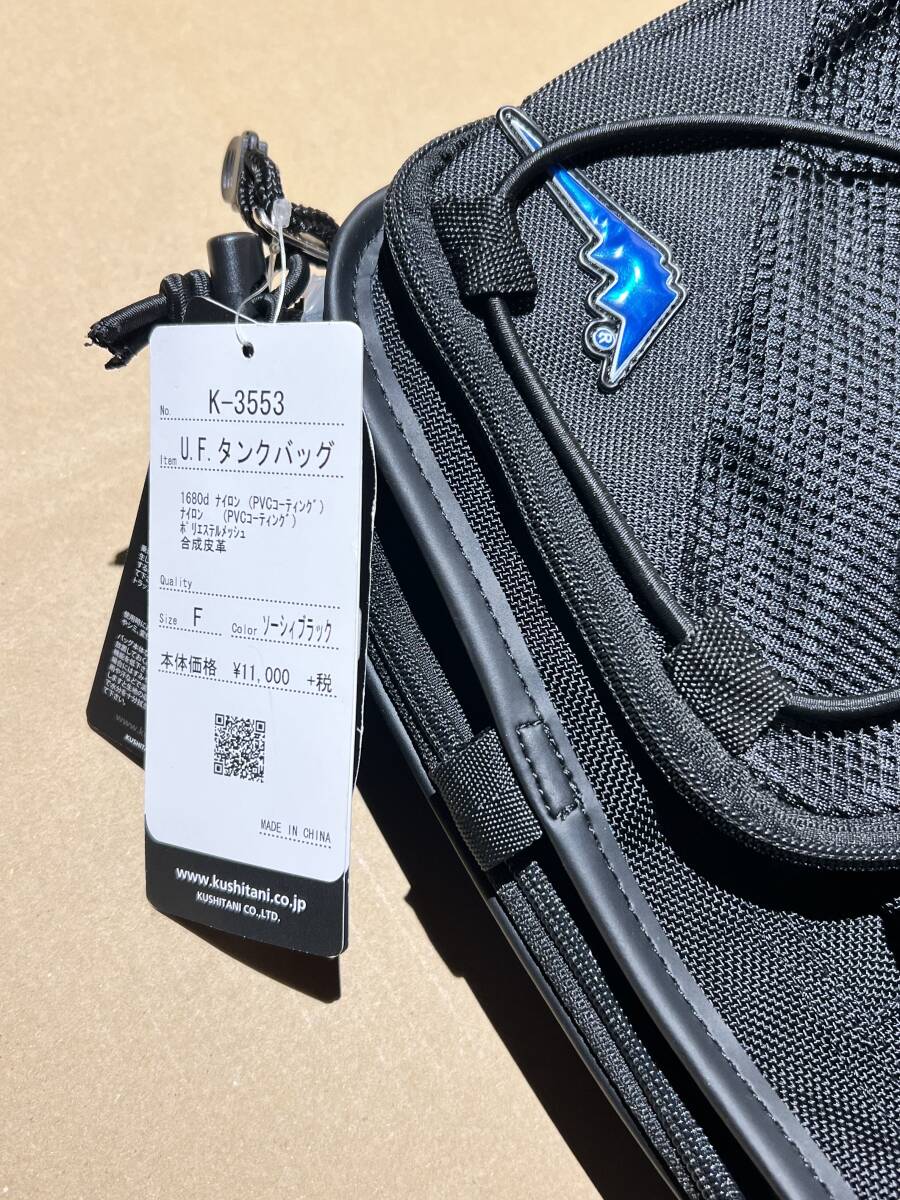 No. K-3553
Item U.F.タンクバッグ
1680d ナイロン (PVCコーティング)
ナイロン (PVCコーティング)
ポリエステルメッシュ
合成皮革
Quality
Size F Color ソーシィブラック
本体価格 ¥11,000 +税
MADE IN CHINA
www.kushitani.co.jp
KUSHITANI CO.,LTD.
®